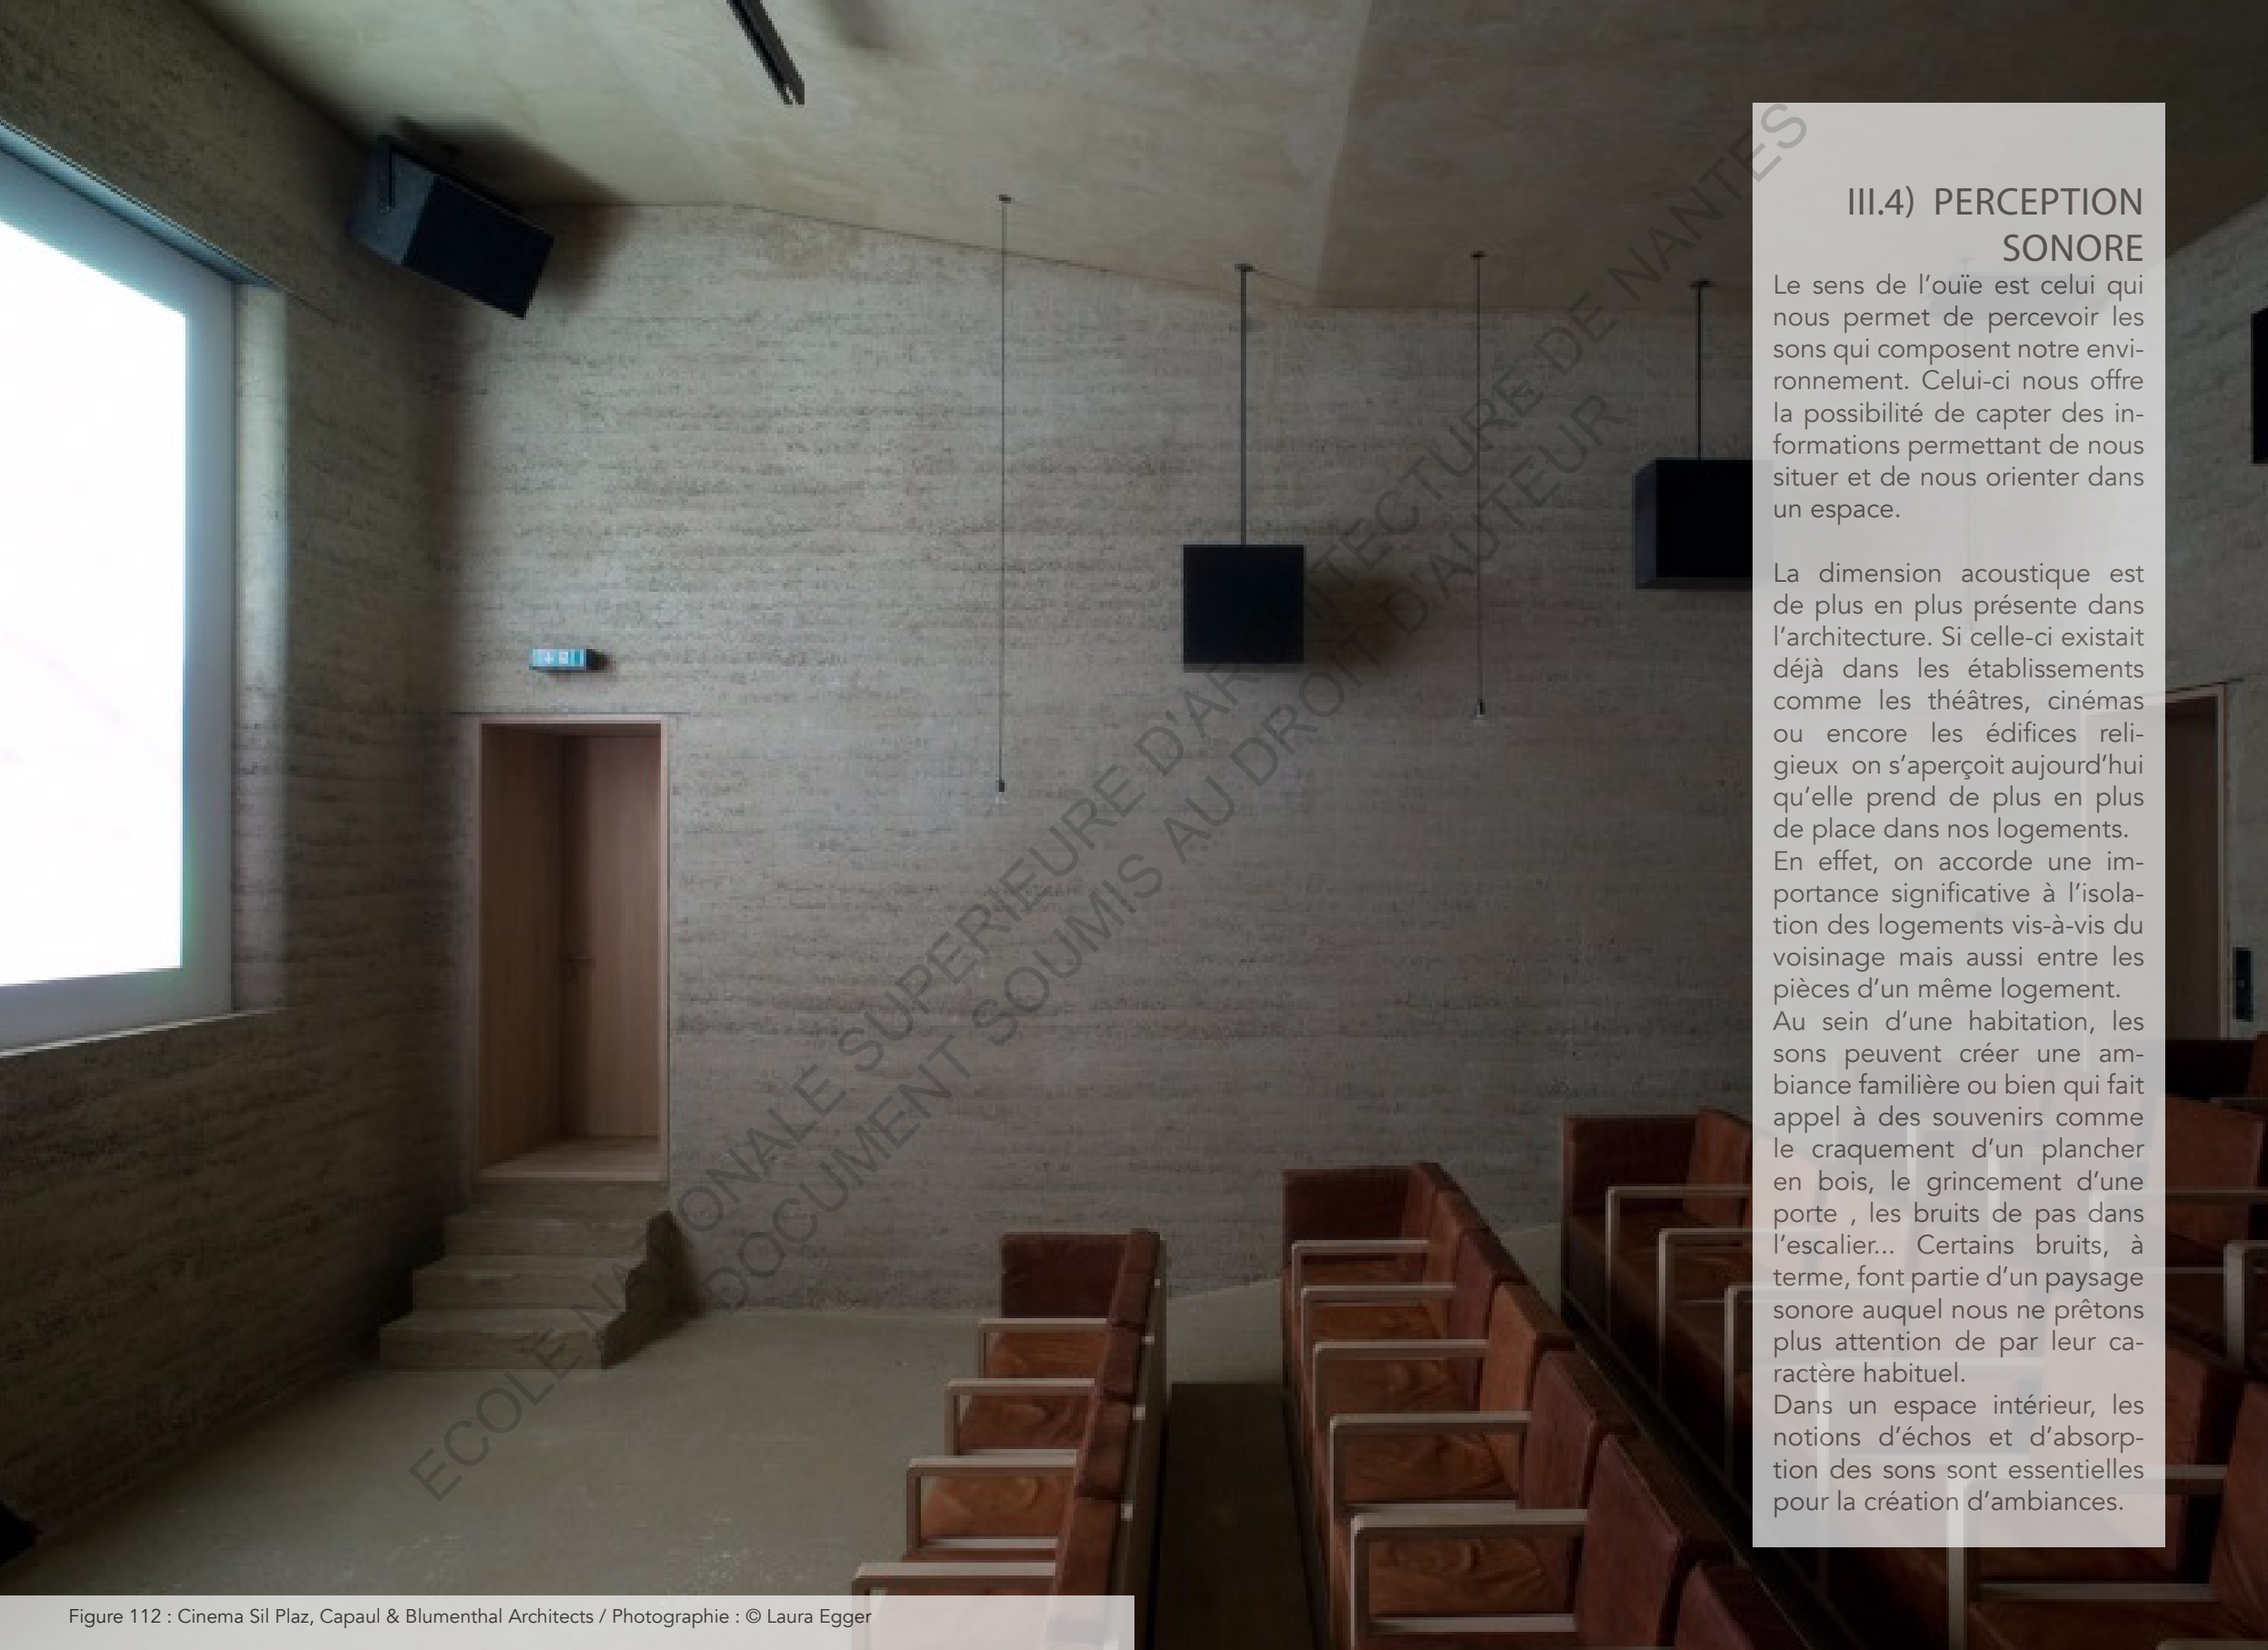 III.4) PERCEPTION
SONORE
Le sens de l'ouïe est celui qui
nous permet de percevoir les
sons qui composent notre envi-
ronnement. Celui-ci nous offre
la possibilité de capter des in-
formations permettant de nous
situer et de nous orienter dans
un espace.
La dimension acoustique est
de plus en plus présente dans
l'architecture. Si celle-ci existait
déjà dans les établissements
comme les théâtres, cinémas
ou encore les édifices reli-
gieux on s'aperçoit aujourd'hui
qu'elle prend de plus en plus
de place dans nos logements.
En effet, on accorde une im-
portance significative à l'isola-
tion des logements vis-à-vis du
voisinage mais aussi entre les
pièces d'un même logement.
Au sein d'une habitation, les
sons peuvent créer une am-
biance familière ou bien qui fait
appel à des souvenirs comme
le craquement d'un plancher
en bois, le grincement d'une
porte , les bruits de pas dans
l'escalier... Certains bruits, à
terme, font partie d'un paysage
sonore auquel nous ne prêtons
plus attention de par leur ca-
ractère habituel.
Dans un espace intérieur, les
notions d'échos et d'absorp-
tion des sons sont essentielles
pour la création d'ambiances.
Figure 112 : Cinema Sil Plaz, Capaul & Blumenthal Architects / Photographie : © Laura Egger
ECOLE NATIONALE SUPERIEURE D'ARCHITECTURE DE NANTES
DOCUMENT SOUMIS AU DROIT D'AUTEUR